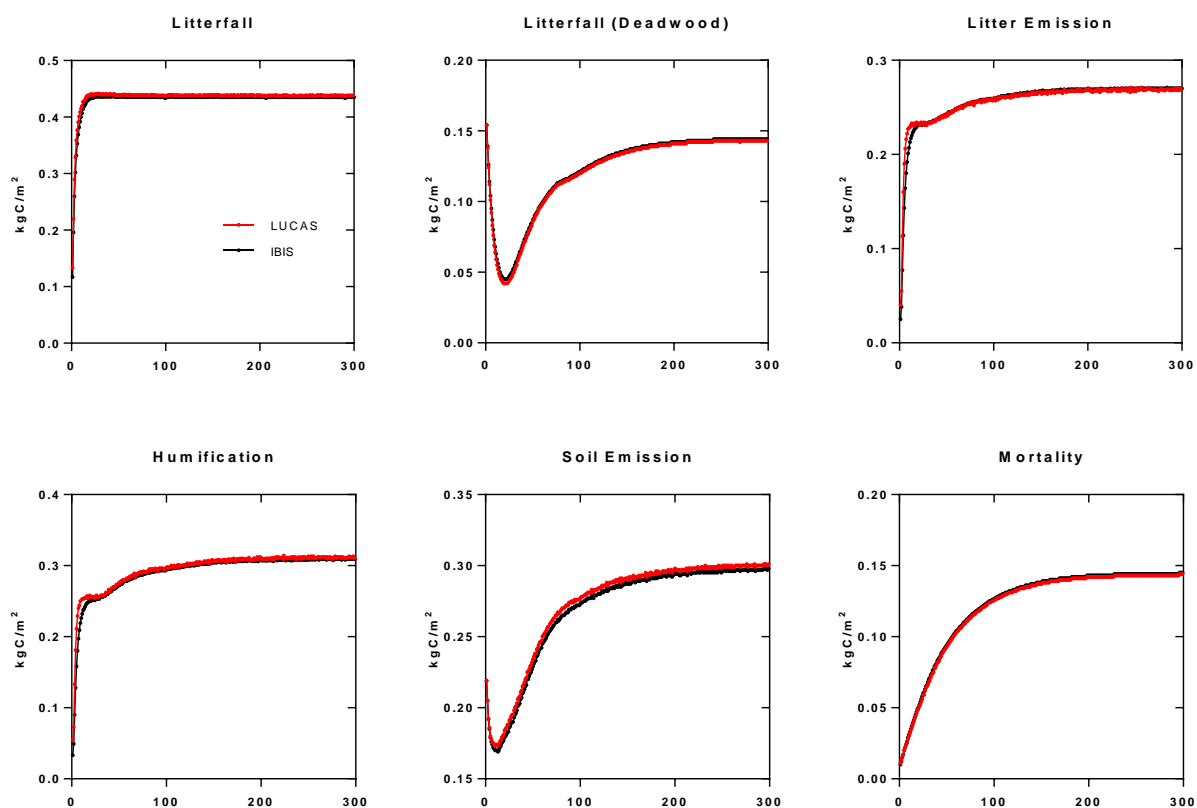 Litterfall
Litterfall (Deadwood)
Litter Emission
0.5
0.4
0.3
0.2
0.1
0.0
kgC/m²
LUCAS
IBIS
0 100 200 300
0.20
0.15
0.10
0.05
0.00
kgC/m²
0 100 200 300
0.3
0.2
0.1
0.0
kgC/m²
0 100 200 300
Humification
Soil Emission
Mortality
0.4
0.3
0.2
0.1
0.0
kgC/m²
0 100 200 300
0.35
0.30
0.25
0.20
0.15
kgC/m²
0 100 200 300
0.20
0.15
0.10
0.05
0.00
kgC/m²
0 100 200 300